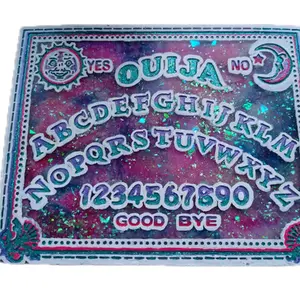 YES OUIJA NO
ABCDEFGHIJKLM
NOPQRSTUVWXYZ
1234567890
GOOD BYE